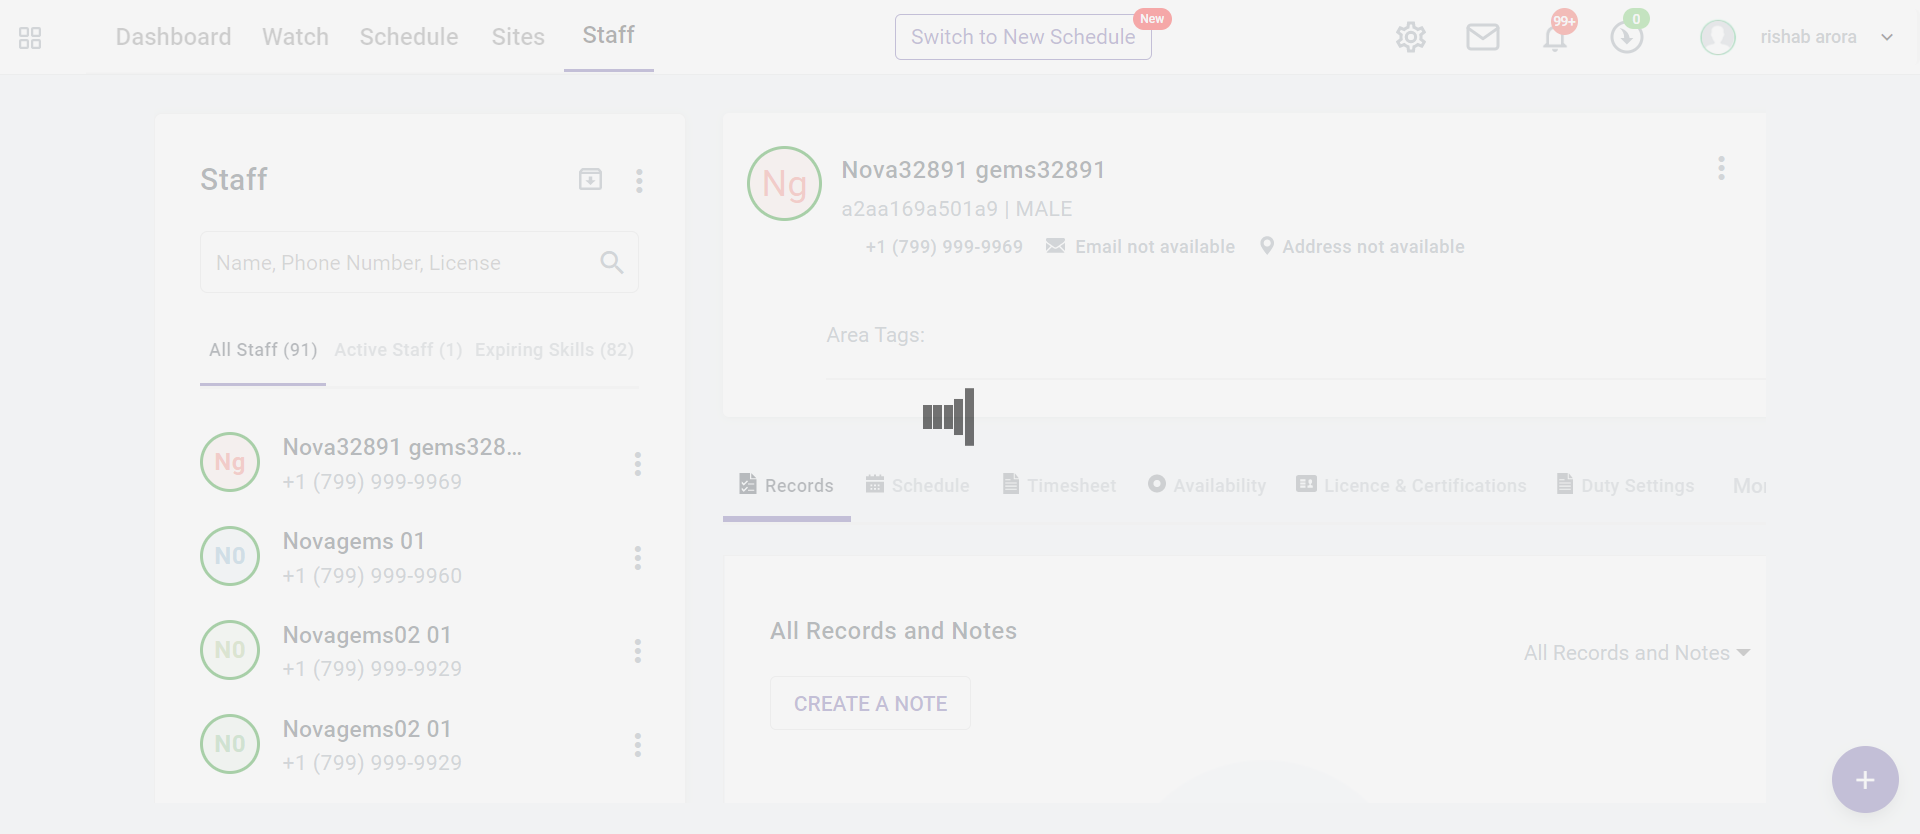 Dashboard Watch Schedule Sites Staff
Switch to New Schedule New
99+ 0 rishab arora
Staff
Name, Phone Number, License
All Staff (91) Active Staff (1) Expiring Skills (82)
Ng Nova32891 gems328...
+1 (799) 999-9969
N0 Novagems 01
+1 (799) 999-9960
N0 Novagems02 01
+1 (799) 999-9929
N0 Novagems02 01
+1 (799) 999-9929
Ng Nova32891 gems32891
a2aa169a501a9 | MALE
+1 (799) 999-9969 Email not available Address not available
Area Tags:
Records Schedule Timesheet Availability Licence & Certifications Duty Settings
All Records and Notes
All Records and Notes
CREATE A NOTE
+